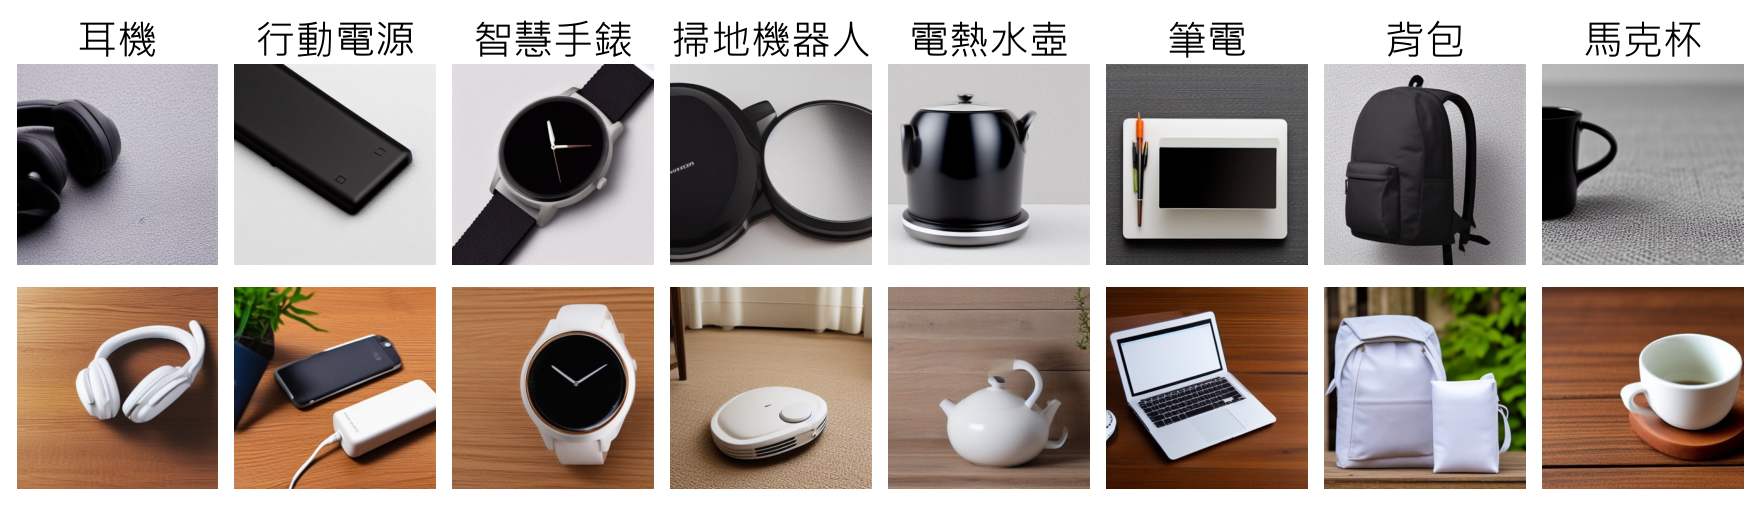 耳機
行動電源
智慧手錶
掃地機器人
電熱水壺
筆電
背包
馬克杯